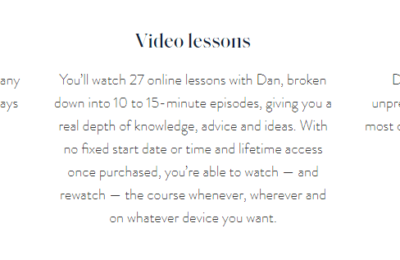 Video lessons
any
You'll watch 27 online lessons with Dan, broken
D
ays
down into 10 to 15-minute episodes, giving you a
unpre
real depth of knowledge, advice and ideas. With
most c
no fixed start date or time and lifetime access
once purchased, you're able to watch — and
rewatch — the course whenever, wherever and
on whatever device you want.